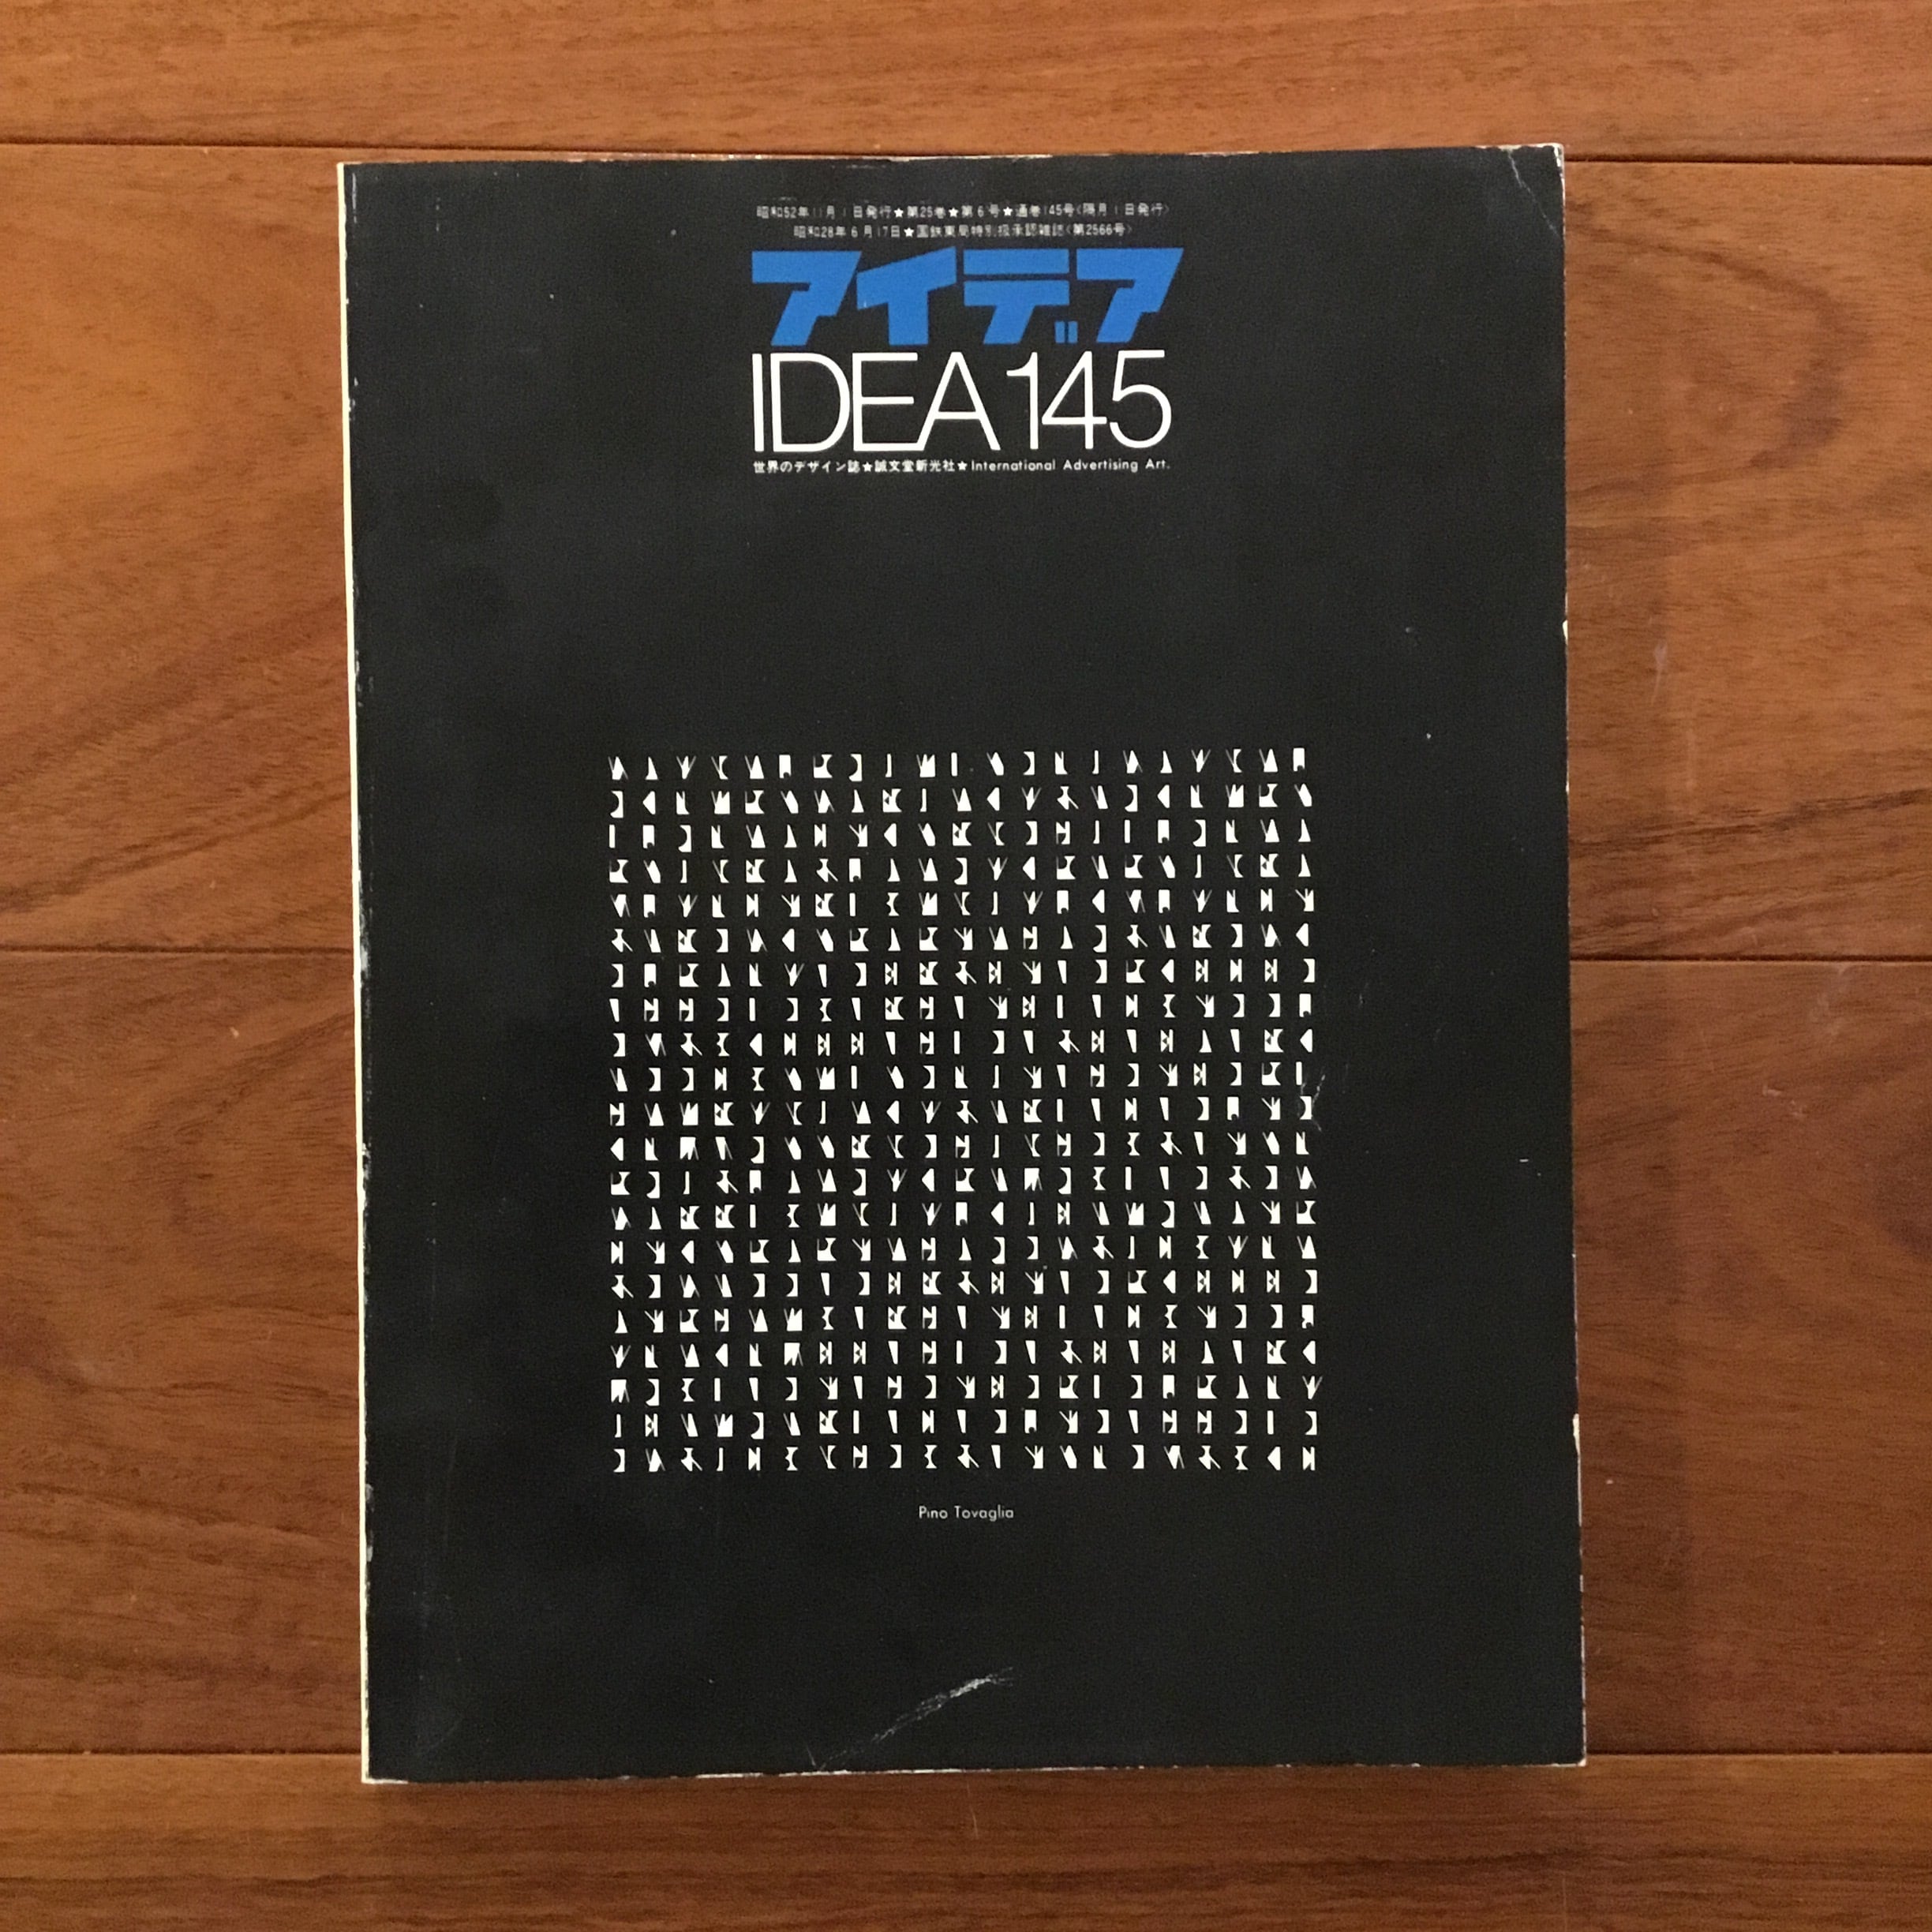 昭和52年11月1日発行★第25巻★第6号★通巻145号〈隔月1日発行〉
昭和28年6月17日★国鉄東局特別扱承認雑誌〈第2566号〉
アイデア
IDEA 145
世界のデザイン誌★誠文堂新光社★International Advertising Art.
Pino Tovaglia